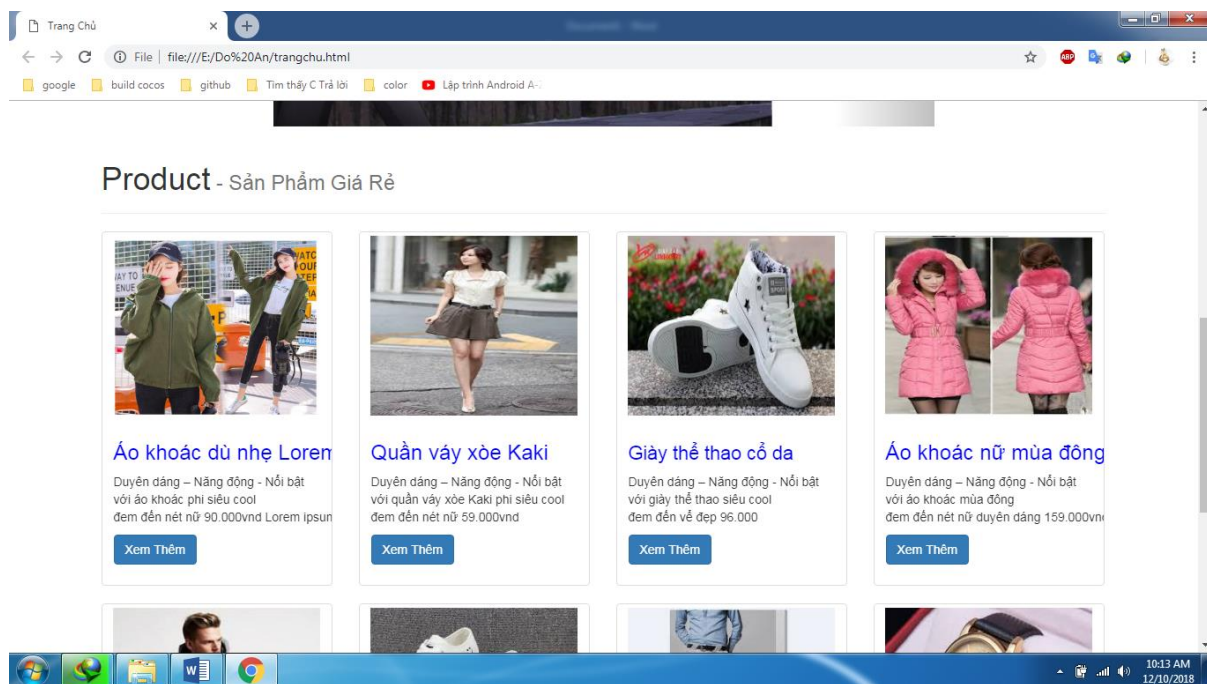 Trang Chủ
File
file:///E:/Do%20An/trangchu.html
ABP
google
build cocos
github
Tìm thấy C Trả lời
color
Lập trình Android A-
Product - Sản Phẩm Giá Rẻ
Áo khoác dù nhẹ Lorem
Duyên dáng – Năng động - Nổi bật
với áo khoác phi siêu cool
đem đến nét nữ 90.000vnd Lorem ipsum
Xem Thêm
Quần váy xòe Kaki
Duyên dáng – Năng động - Nổi bật
với quần váy xòe Kaki phi siêu cool
đem đến nét nữ 59.000vnd
Xem Thêm
Giày thể thao cổ da
Duyên dáng – Năng động - Nổi bật
với giày thể thao siêu cool
đem đến vẻ đẹp 96.000
Xem Thêm
Áo khoác nữ mùa đông
Duyên dáng – Năng động - Nổi bật
với áo khoác mùa đông
đem đến nét nữ duyên dáng 159.000vn
Xem Thêm
10:13 AM
12/10/2018